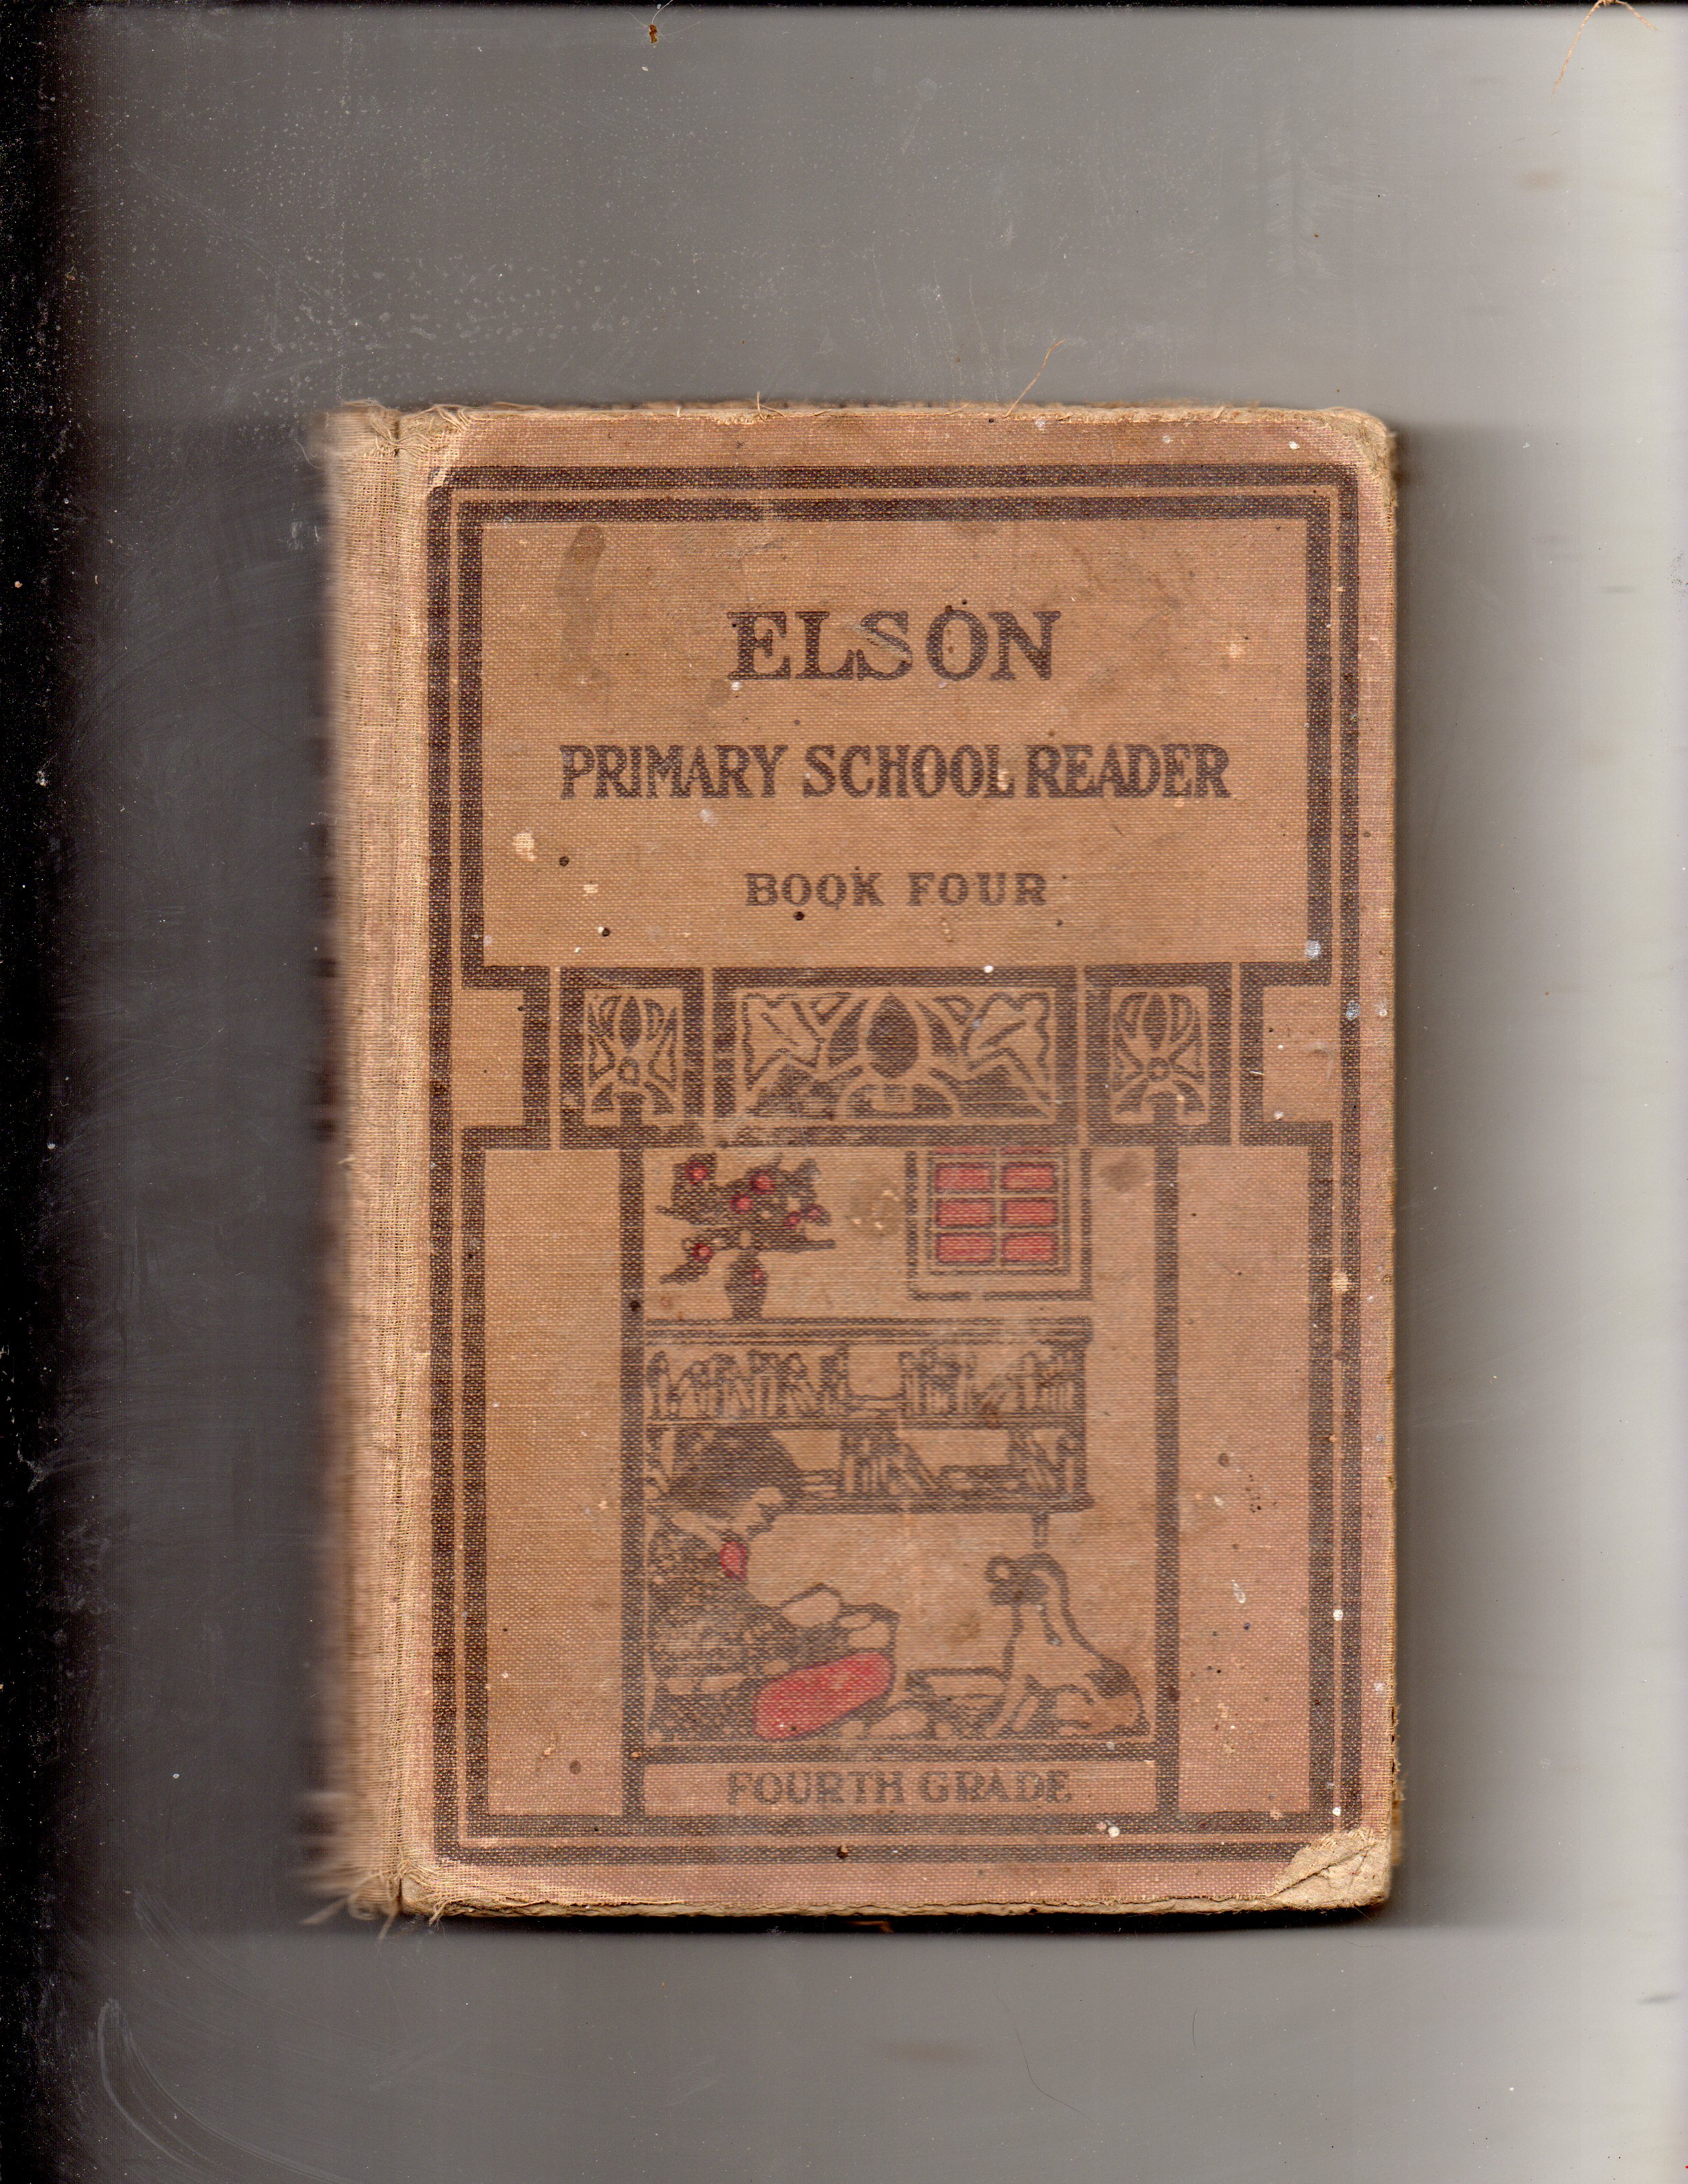 ELSON
PRIMARY SCHOOL READER
BOOK FOUR
FOURTH GRADE